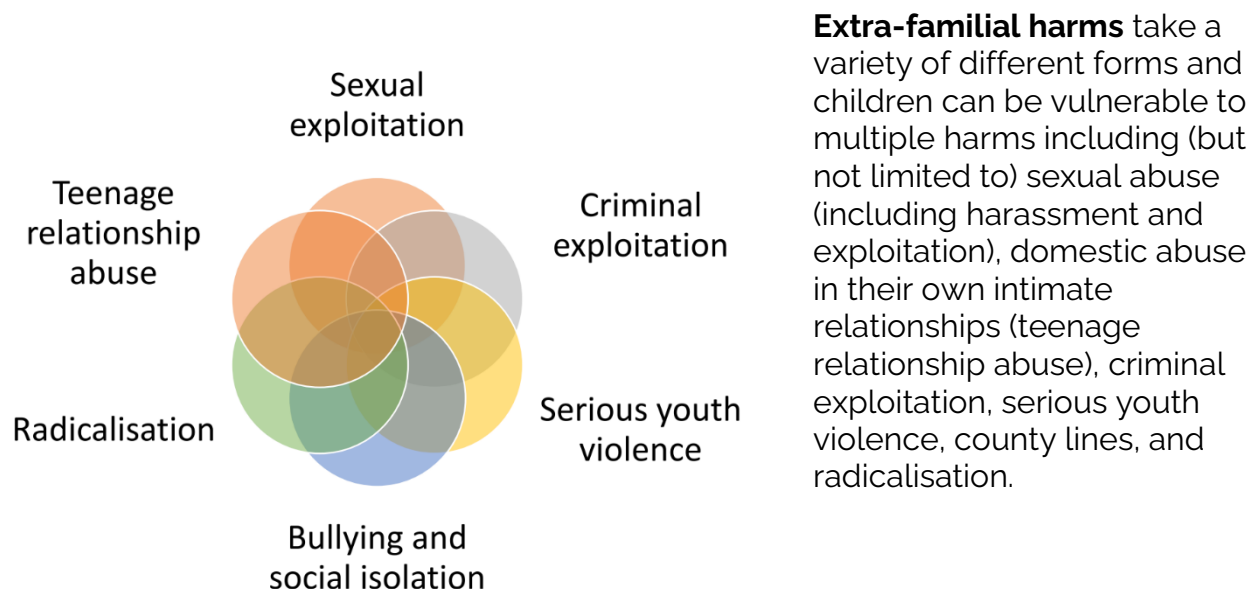 Sexual
exploitation
Teenage
relationship
abuse
Criminal
exploitation
Radicalisation
Serious youth
violence
Bullying and
social isolation
Extra-familial harms take a
variety of different forms and
children can be vulnerable to
multiple harms including (but
not limited to) sexual abuse
(including harassment and
exploitation), domestic abuse
in their own intimate
relationships (teenage
relationship abuse), criminal
exploitation, serious youth
violence, county lines, and
radicalisation.